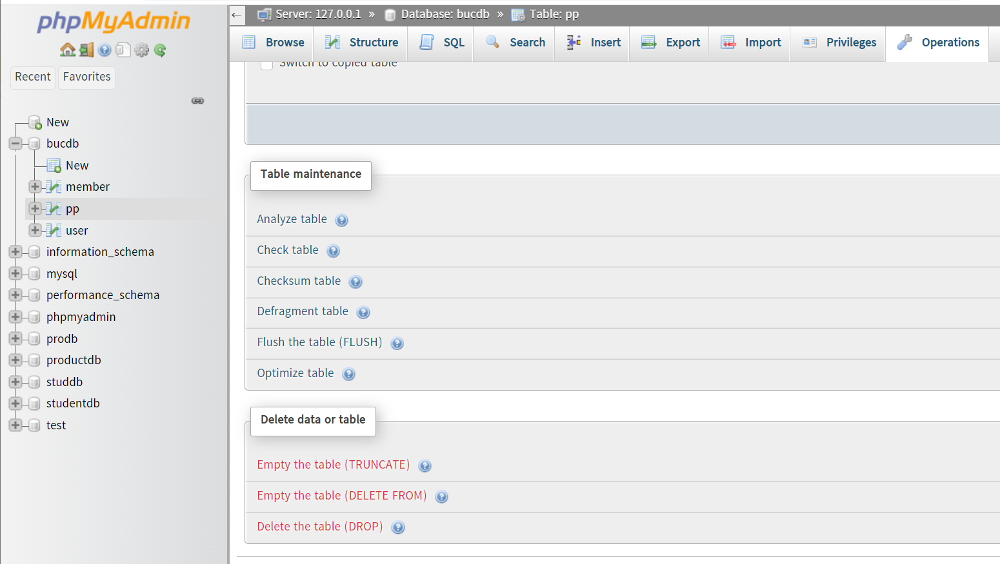 phpMyAdmin
Recent
Favorites
New
bucdb
New
member
pp
user
information_schema
mysql
performance_schema
phpmyadmin
prodb
productdb
studdb
studentdb
test
Server: 127.0.0.1 » Database: bucdb » Table: pp
Browse
Structure
SQL
Search
Insert
Export
Import
Privileges
Operations
Switch to copied table
Table maintenance
Analyze table
Check table
Checksum table
Defragment table
Flush the table (FLUSH)
Optimize table
Delete data or table
Empty the table (TRUNCATE)
Empty the table (DELETE FROM)
Delete the table (DROP)